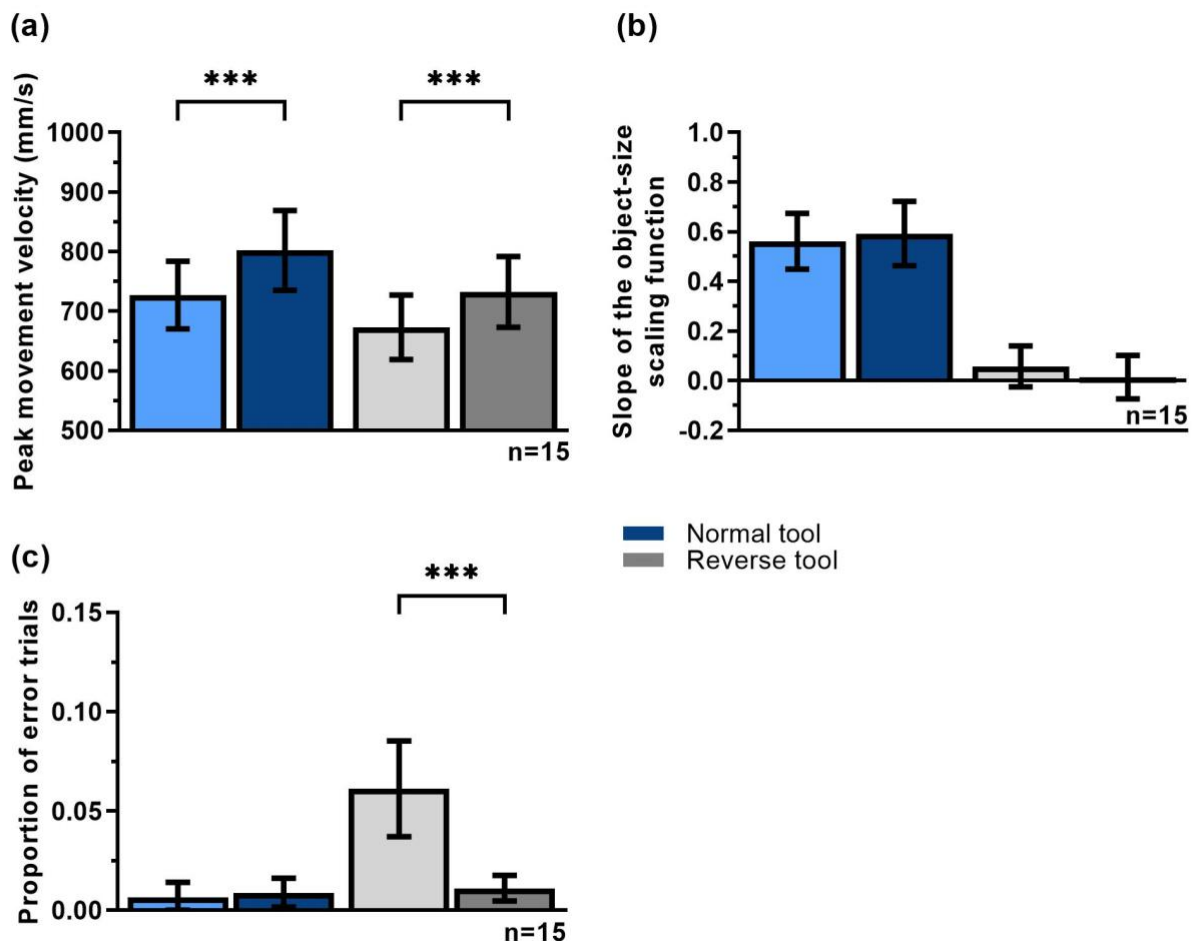 (a)
Peak movement velocity (mm/s)
***
***
1000
900
800
700
600
500
n=15
(b)
Slope of the object-size
scaling function
1.0
0.8
0.6
0.4
0.2
0.0
-0.2
n=15
Normal tool
Reverse tool
(c)
Proportion of error trials
***
0.15
0.10
0.05
0.00
n=15